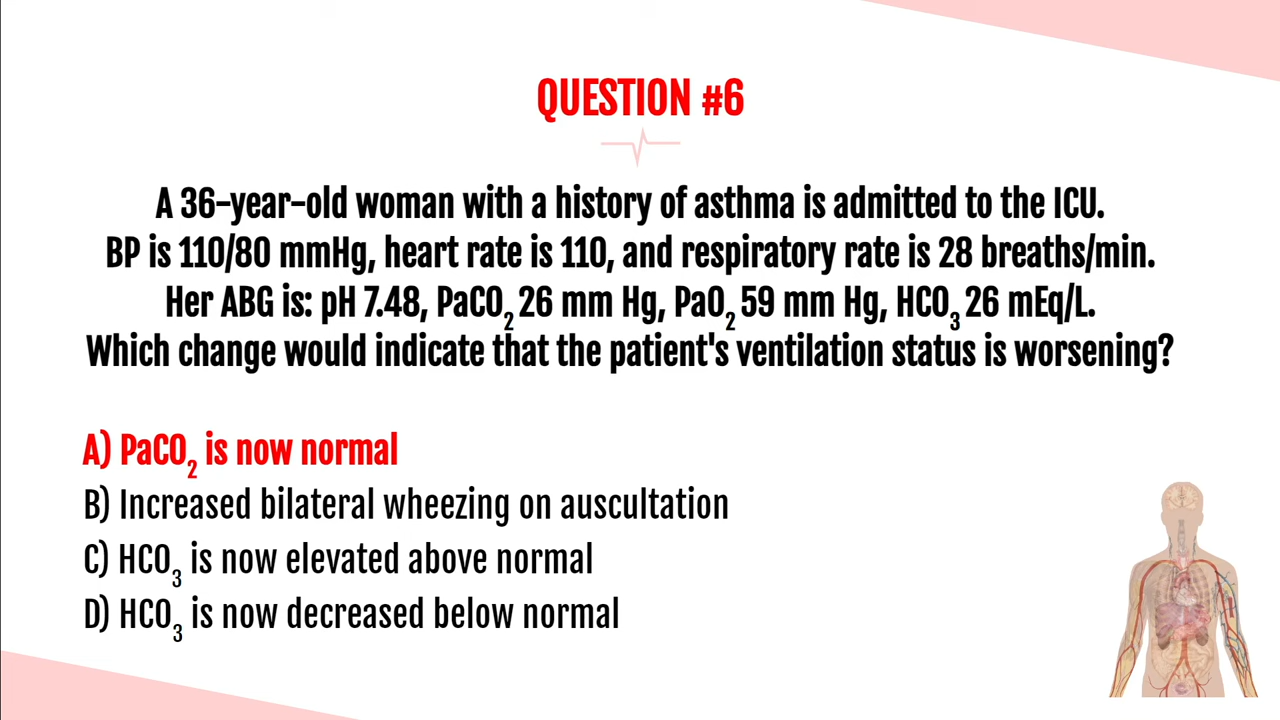 QUESTION #6
A 36-year-old woman with a history of asthma is admitted to the ICU.
BP is 110/80 mmHg, heart rate is 110, and respiratory rate is 28 breaths/min.
Her ABG is: pH 7.48, PaCO₂ 26 mm Hg, PaO₂ 59 mm Hg, HCO₃ 26 mEq/L.
Which change would indicate that the patient's ventilation status is worsening?
A) PaCO₂ is now normal
B) Increased bilateral wheezing on auscultation
C) HCO₃ is now elevated above normal
D) HCO₃ is now decreased below normal